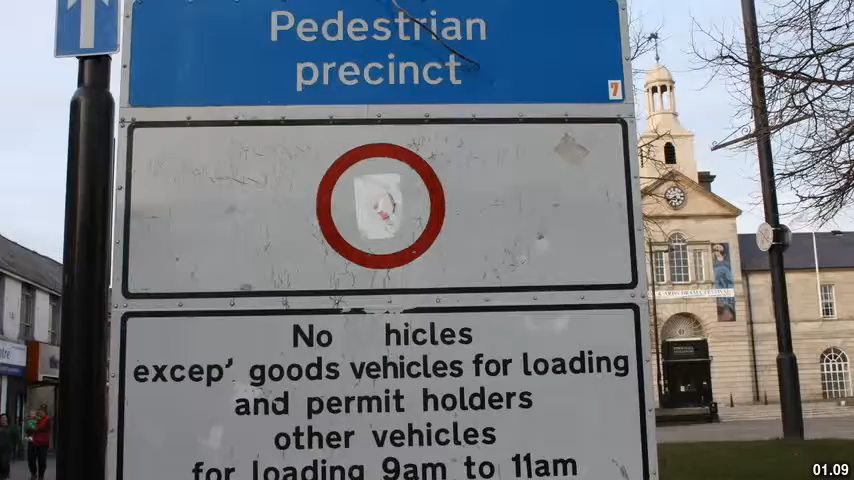 Pedestrian
precinct
7
No hicles
excep' goods vehicles for loading
and permit holders
other vehicles
for loading 9am to 11am
01.09